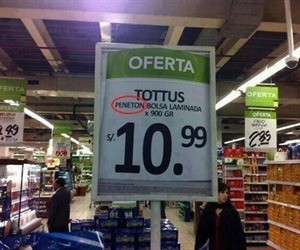 OFERTA
TOTTUS
PENETON BOLSA LAMINADA
x 900 GR
S/. 10.99
OFERTA
OFERTA